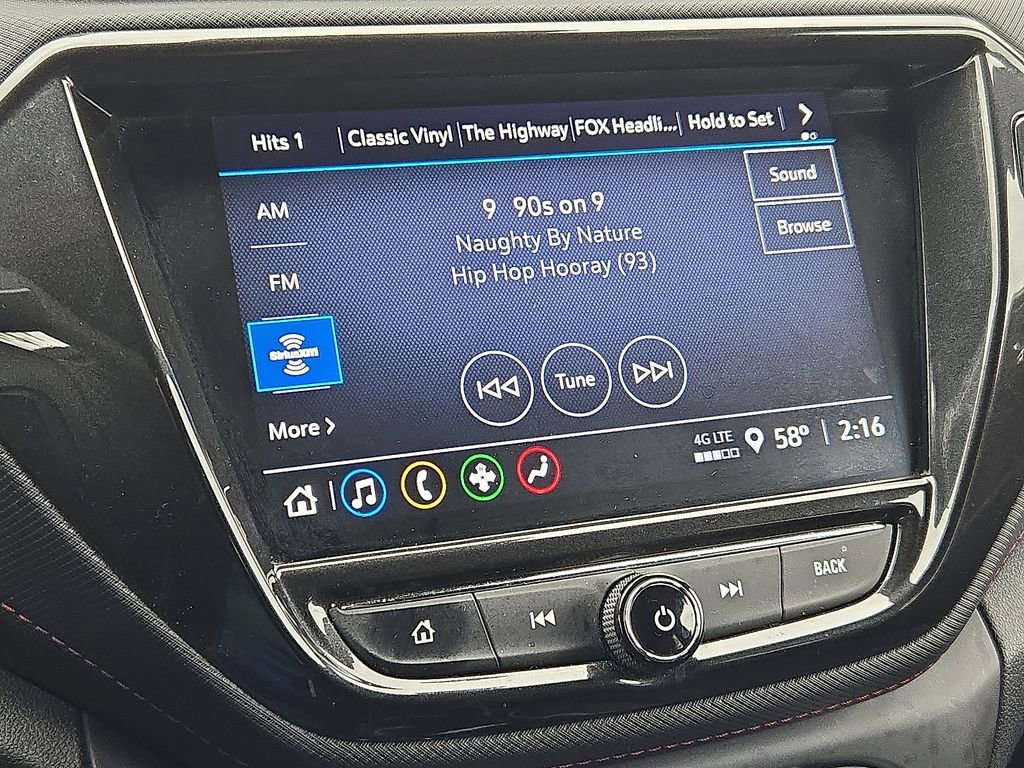 Hits 1 Classic Vinyl The Highway FOX Headli... Hold to Set
Sound
AM
9 90s on 9
Browse
Naughty By Nature
FM
Hip Hop Hooray (93)
SiriusXM
Tune
More
4G LTE 58° 2:16
BACK